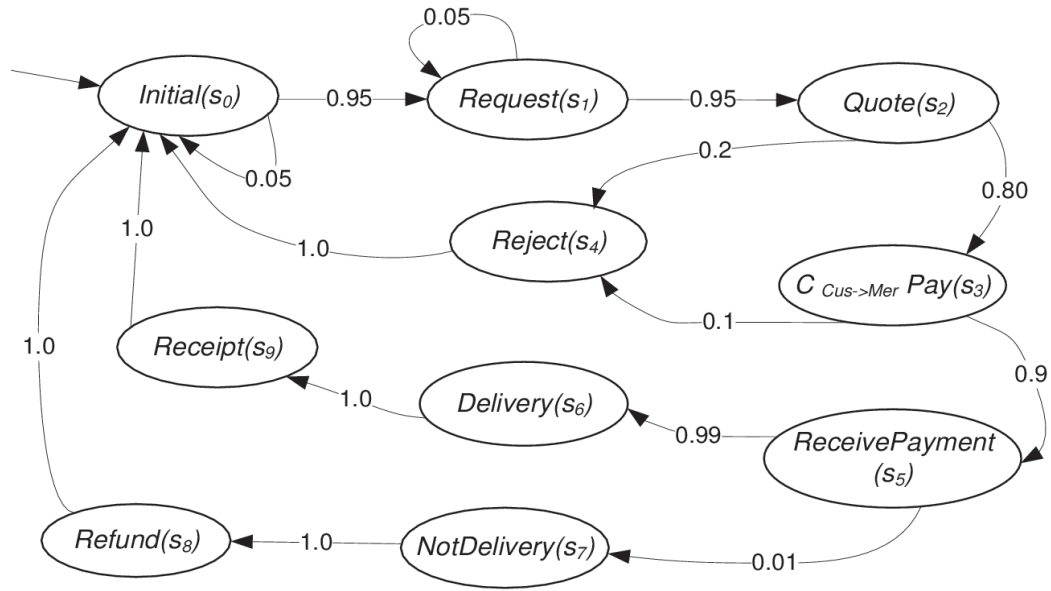 0.05
Initial(s0)
0.95
Request(s1)
0.95
Quote(s2)
0.05
0.2
0.80
1.0
Reject(s4)
1.0
C Cus->Mer Pay(s3)
0.1
Receipt(s9)
1.0
0.9
1.0
Delivery(s6)
0.99
ReceivePayment
(s5)
Refund(s8)
1.0
NotDelivery(s7)
0.01